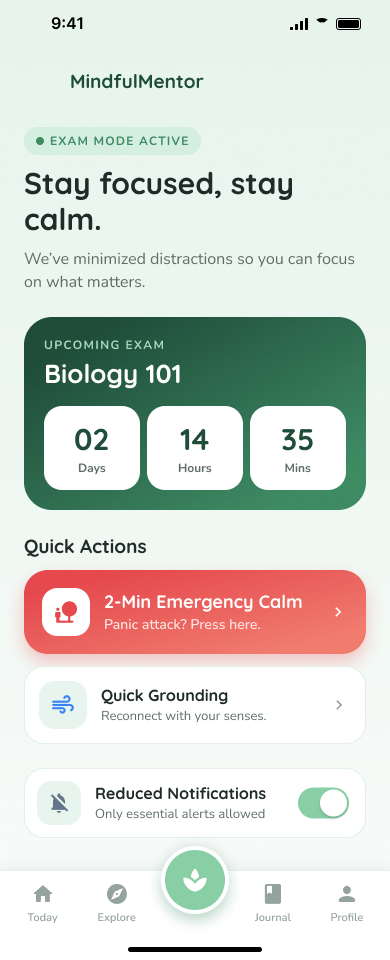 9:41
MindfulMentor
EXAM MODE ACTIVE
Stay focused, stay
calm.
We've minimized distractions so you can focus
on what matters.
UPCOMING EXAM
Biology 101
02 14 35
Days Hours Mins
Quick Actions
2-Min Emergency Calm
Panic attack? Press here.
Quick Grounding
Reconnect with your senses.
Reduced Notifications
Only essential alerts allowed
Today Explore Journal Profile